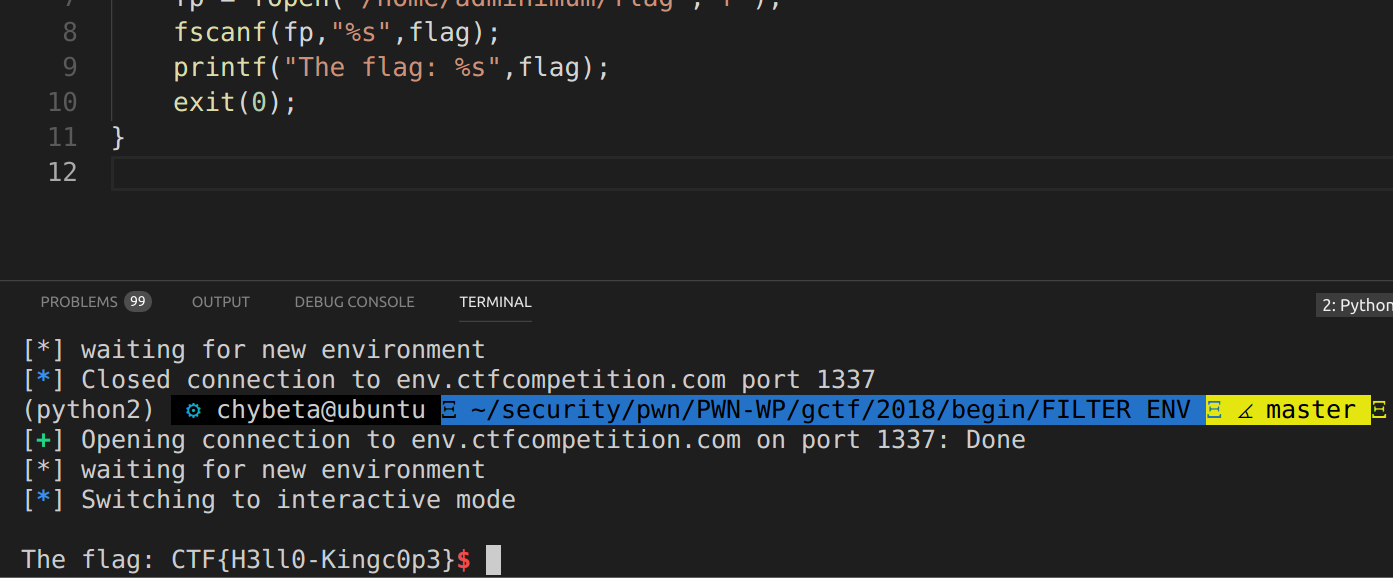 7 fp = fopen("/home/adminimum/flag","r");
8 fscanf(fp,"%s",flag);
9 printf("The flag: %s",flag);
10 exit(0);
11 }
12
PROBLEMS 99 OUTPUT DEBUG CONSOLE TERMINAL 2: Python
[*] waiting for new environment
[*] Closed connection to env.ctfcompetition.com port 1337
(python2) ⚙ chybeta@ubuntu Ξ ~/security/pwn/PWN-WP/gctf/2018/begin/FILTER ENV Ξ ∡ master Ξ
[+] Opening connection to env.ctfcompetition.com on port 1337: Done
[*] waiting for new environment
[*] Switching to interactive mode
The flag: CTF{H3ll0-Kingc0p3}$